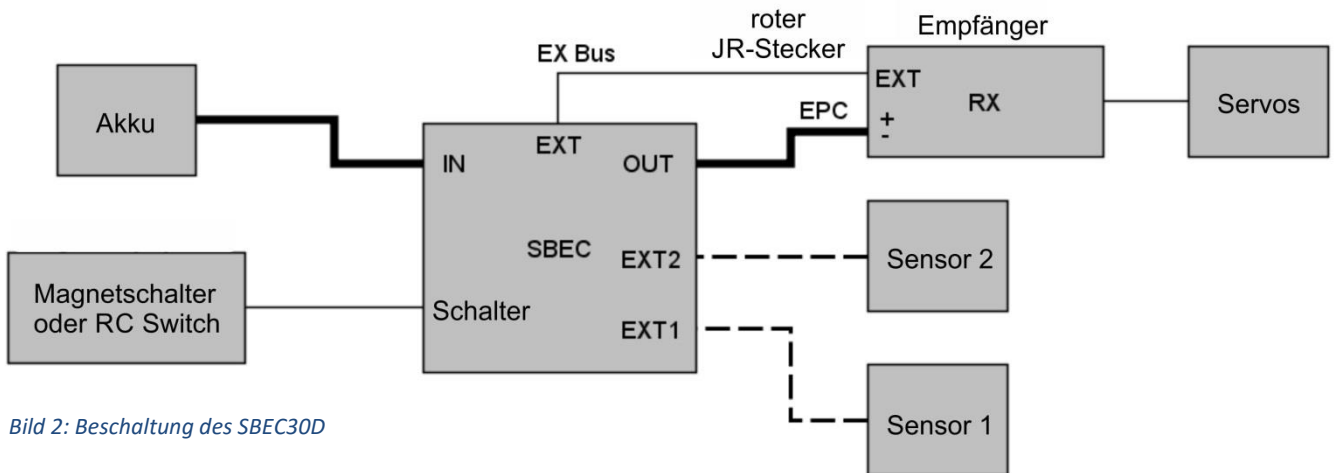 roter
JR-Stecker
Empfänger
EX Bus
EXT
RX
EPC
+
-
Servos
Akku
IN
EXT
OUT
SBEC
EXT2
Sensor 2
Magnetschalter
oder RC Switch
Schalter
EXT1
Sensor 1
Bild 2: Beschaltung des SBEC30D